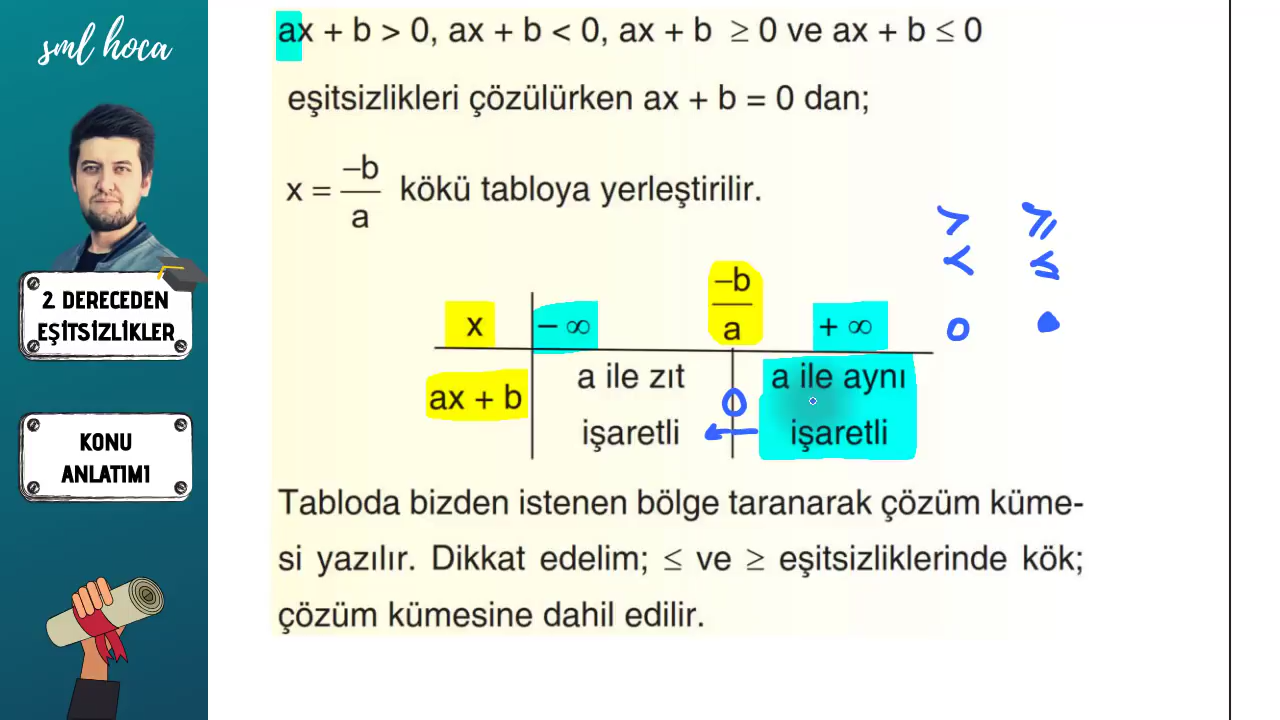 sml hoca
2. DERECEDEN
EŞİTSİZLİKLER
KONU
ANLATIMI
ax + b > 0, ax + b < 0, ax + b ≥ 0 ve ax + b ≤ 0
eşitsizlikleri çözülürken ax + b = 0 dan;
x = −b/a kökü tabloya yerleştirilir.
> ≥
< ≤
x − ∞ −b/a + ∞
ax + b a ile zıt işaretli 0 a ile aynı işaretli
Tabloda bizden istenen bölge taranarak çözüm küme-
si yazılır. Dikkat edelim; ≤ ve ≥ eşitsizliklerinde kök;
çözüm kümesine dahil edilir.